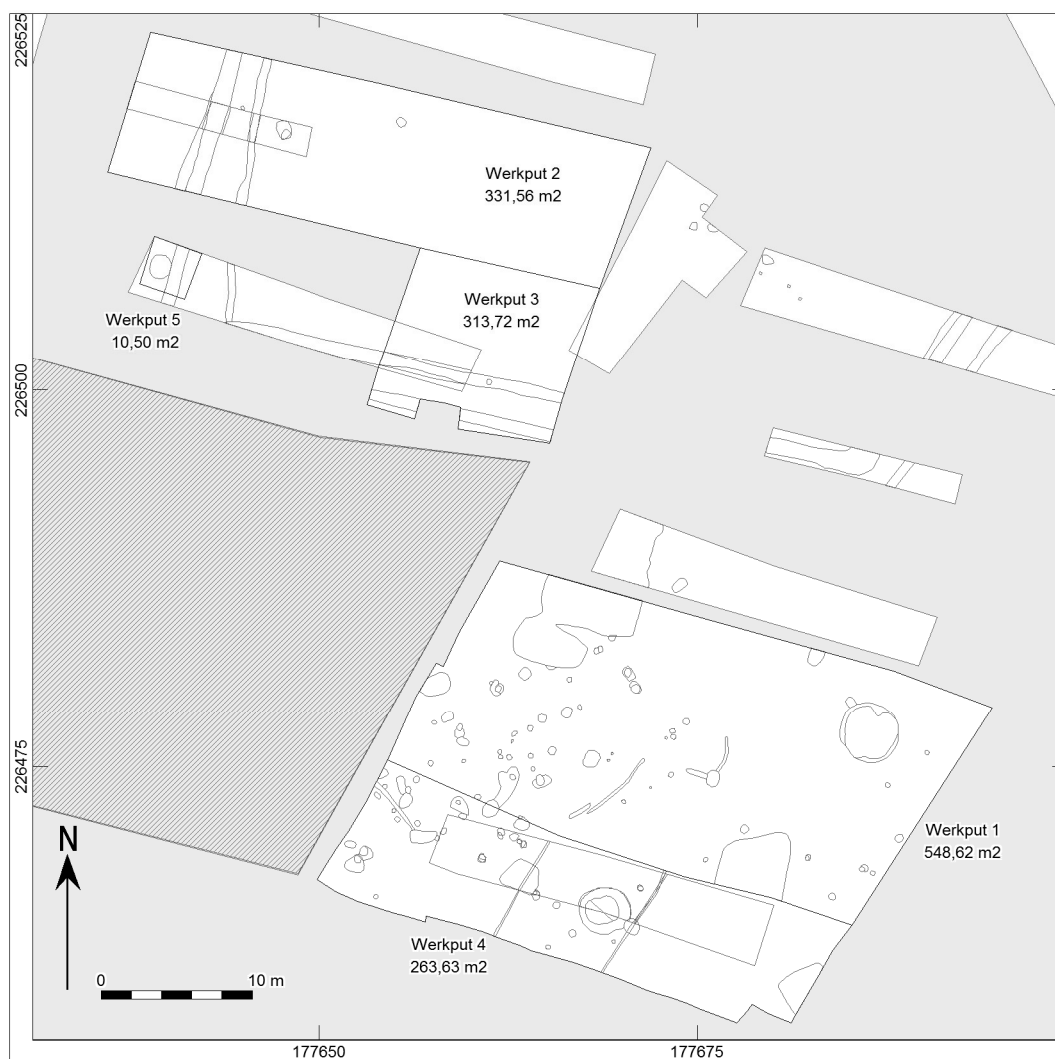 226525
Werkput 2
331,56 m2
Werkput 3
313,72 m2
Werkput 5
10,50 m2
226500
226475
Werkput 1
548,62 m2
N
Werkput 4
263,63 m2
0 10 m
177650 177675